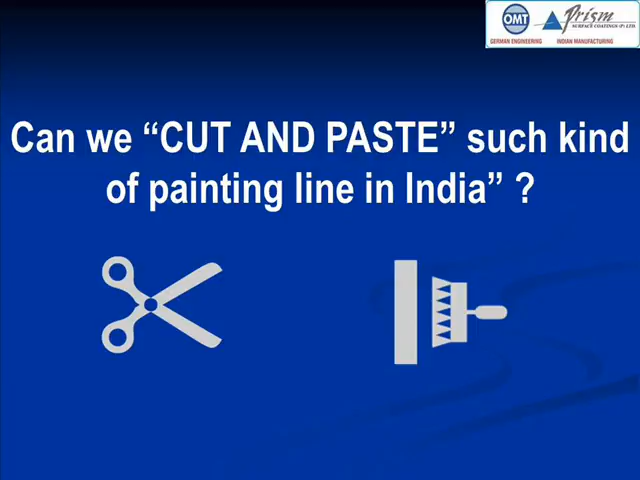 OMT
Prism
SURFACE COATINGS (P) LTD.
GERMAN ENGINEERING INDIAN MANUFACTURING
Can we “CUT AND PASTE” such kind
of painting line in India” ?